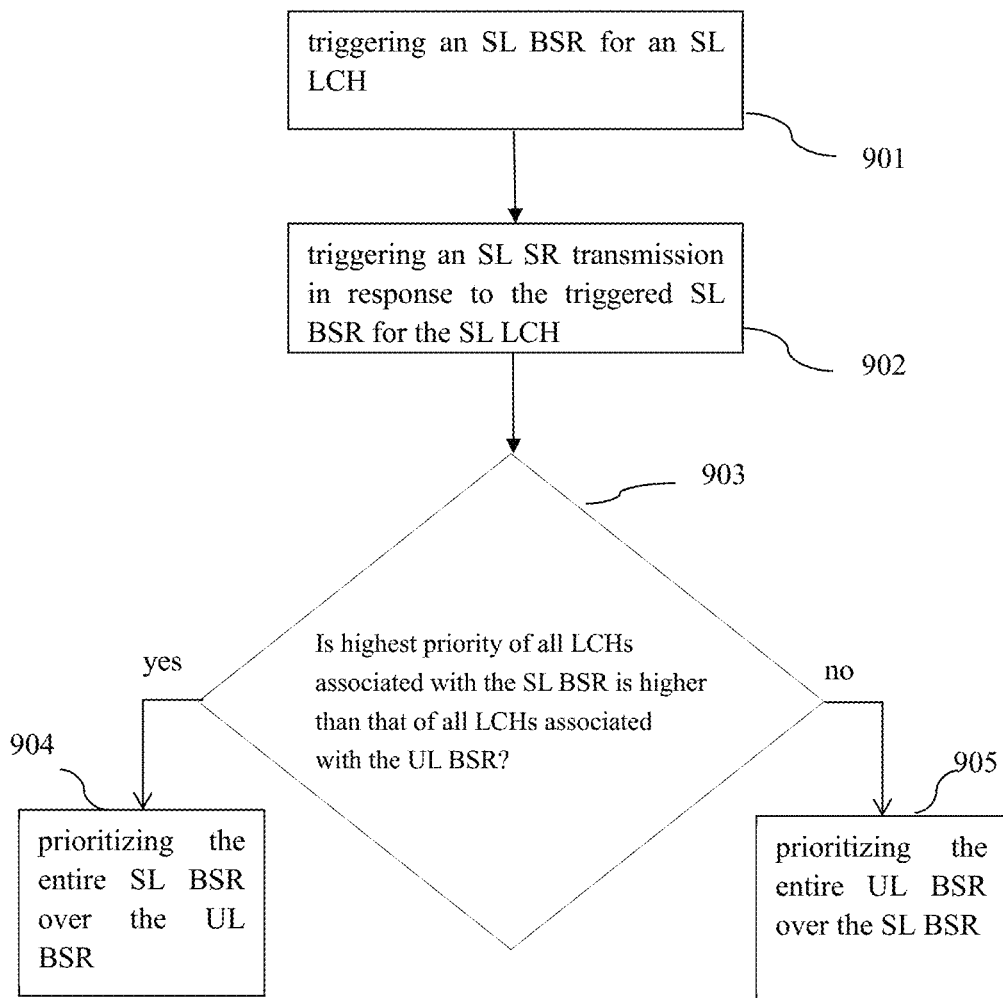 triggering an SL BSR for an SL
LCH
901
triggering an SL SR transmission
in response to the triggered SL
BSR for the SL LCH
902
903
Is highest priority of all LCHs
associated with the SL BSR is higher
than that of all LCHs associated
with the UL BSR?
yes
no
904
905
prioritizing the
entire SL BSR
over the UL
BSR
prioritizing the
entire UL BSR
over the SL BSR